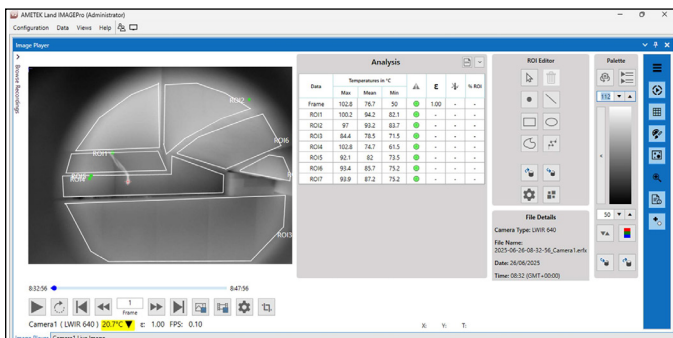 AMETEK Land IMAGEPro (Administrator)
Configuration Data Views Help
Image Player
Browse Recordings
ROI2
ROI6
ROI1
ROI3
Analysis
Data Temperatures in °C E % ROI
Max Mean Min
Frame 102.8 76.7 50 1.00 - -
ROI1 100.2 94.2 82.1 - - -
ROI2 97 93.2 83.7 - - -
ROI3 84.4 78.5 71.5 - - -
ROI4 102.8 74.7 61.5 - - -
ROI5 92.1 82 73.5 - - -
ROI6 93.4 85.7 75.2 - - -
ROI7 93.9 87.2 75.2 - - -
ROI Editor
File Details
Camera Type: LWIR 640
File Name:
2025-06-26-08-32-56_Camera1.erfx
Date: 26/06/2025
Time: 08:32 (GMT+00:00)
Palette
112
50
8:32:56 8:47:56
1
Frame
Camera1 ( LWIR 640 ) 20.7°C ▼ ε: 1.00 FPS: 0.10 X: Y: T:
Image Player Camera1 Live Image